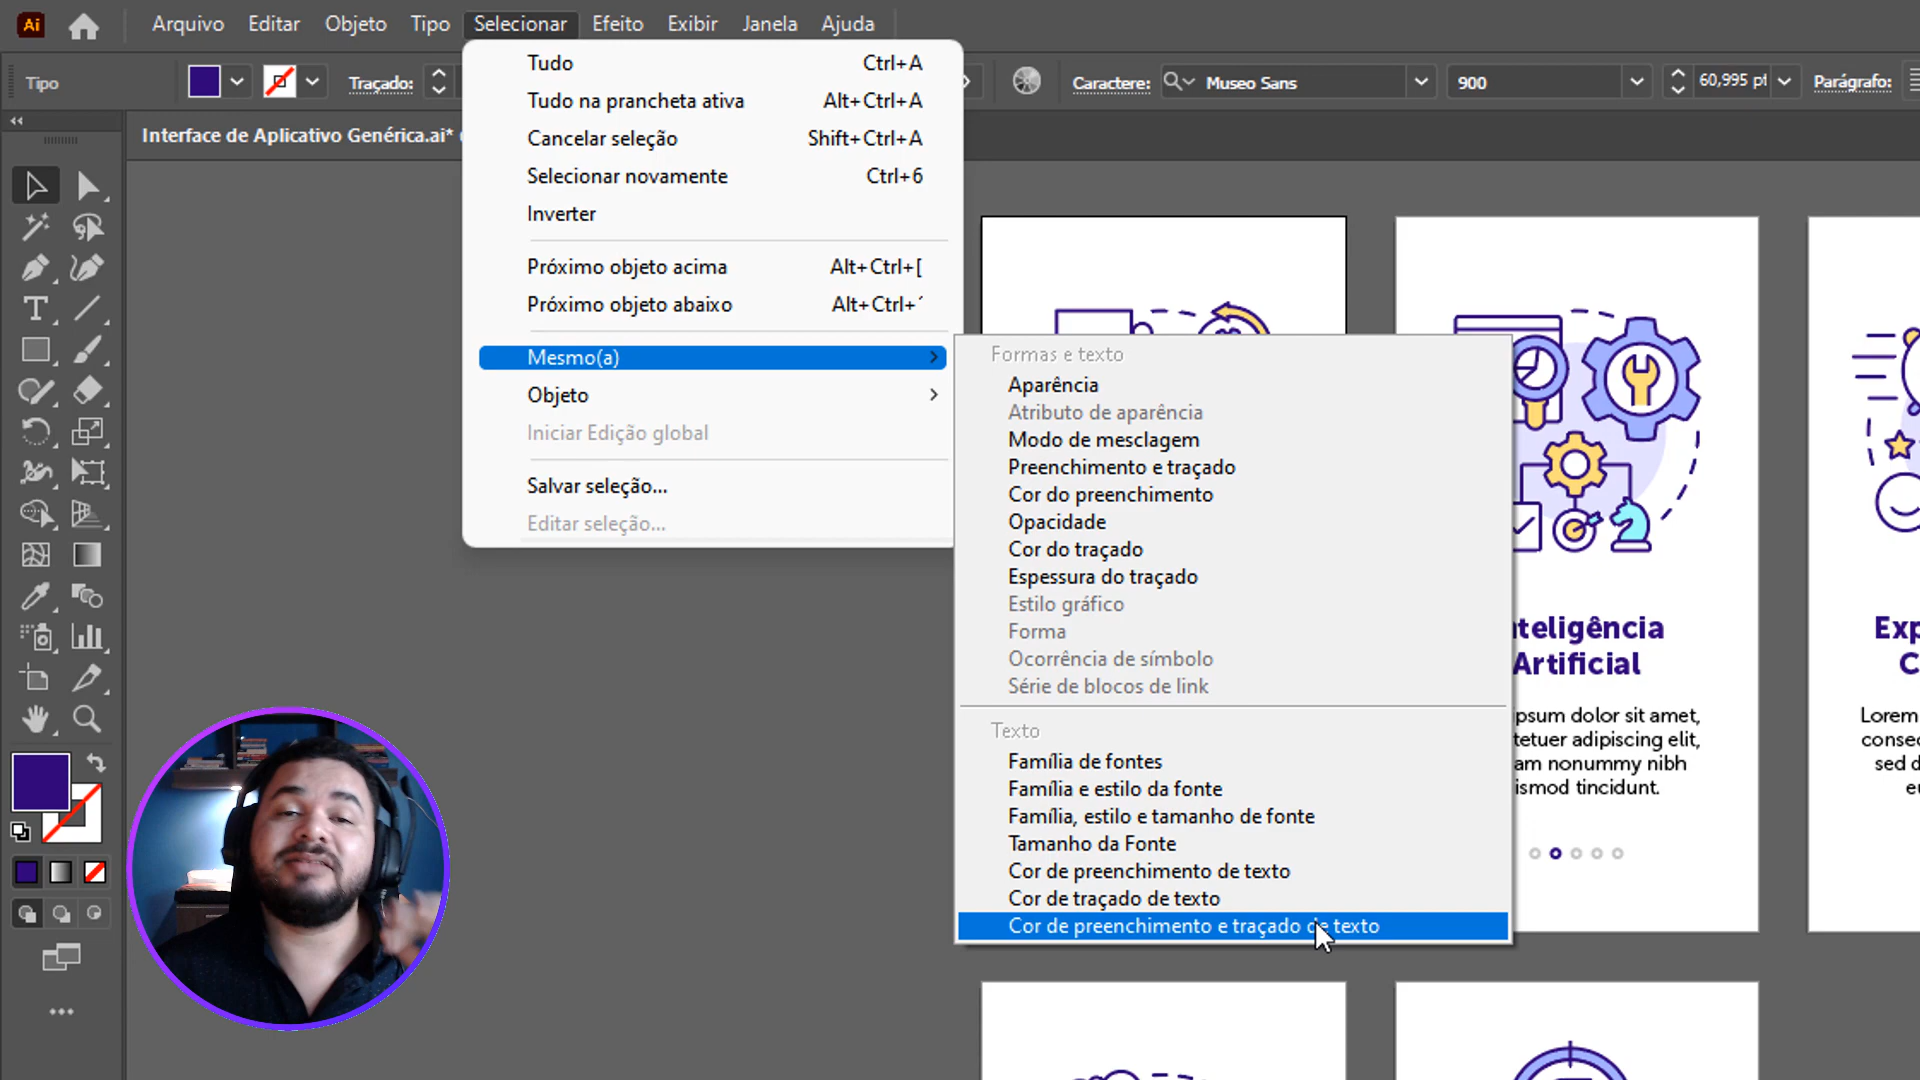 Ai
Arquivo Editar Objeto Tipo Selecionar Efeito Exibir Janela Ajuda
Tipo
Traçado:
Caractere:
Museo Sans
900
60,995 pt
Parágrafo:
Interface de Aplicativo Genérica.ai*
Tudo Ctrl+A
Tudo na prancheta ativa Alt+Ctrl+A
Cancelar seleção Shift+Ctrl+A
Selecionar novamente Ctrl+6
Inverter
Próximo objeto acima Alt+Ctrl+[
Próximo objeto abaixo Alt+Ctrl+´
Mesmo(a)
Objeto
Iniciar Edição global
Salvar seleção...
Editar seleção...
Formas e texto
Aparência
Atributo de aparência
Modo de mesclagem
Preenchimento e traçado
Cor do preenchimento
Opacidade
Cor do traçado
Espessura do traçado
Estilo gráfico
Forma
Ocorrência de símbolo
Série de blocos de link
Texto
Família de fontes
Família e estilo da fonte
Família, estilo e tamanho de fonte
Tamanho da Fonte
Cor de preenchimento de texto
Cor de traçado de texto
Cor de preenchimento e traçado de texto
nteligência
Artificial
psum dolor sit amet,
tetuer adipiscing elit,
am nonummy nibh
ismod tincidunt.
Exp
C
Lorem
consec
sed d
eu